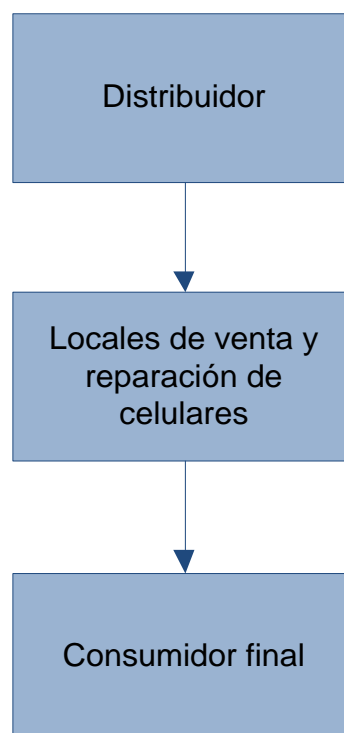 Distribuidor
Locales de venta y
reparación de
celulares
Consumidor final